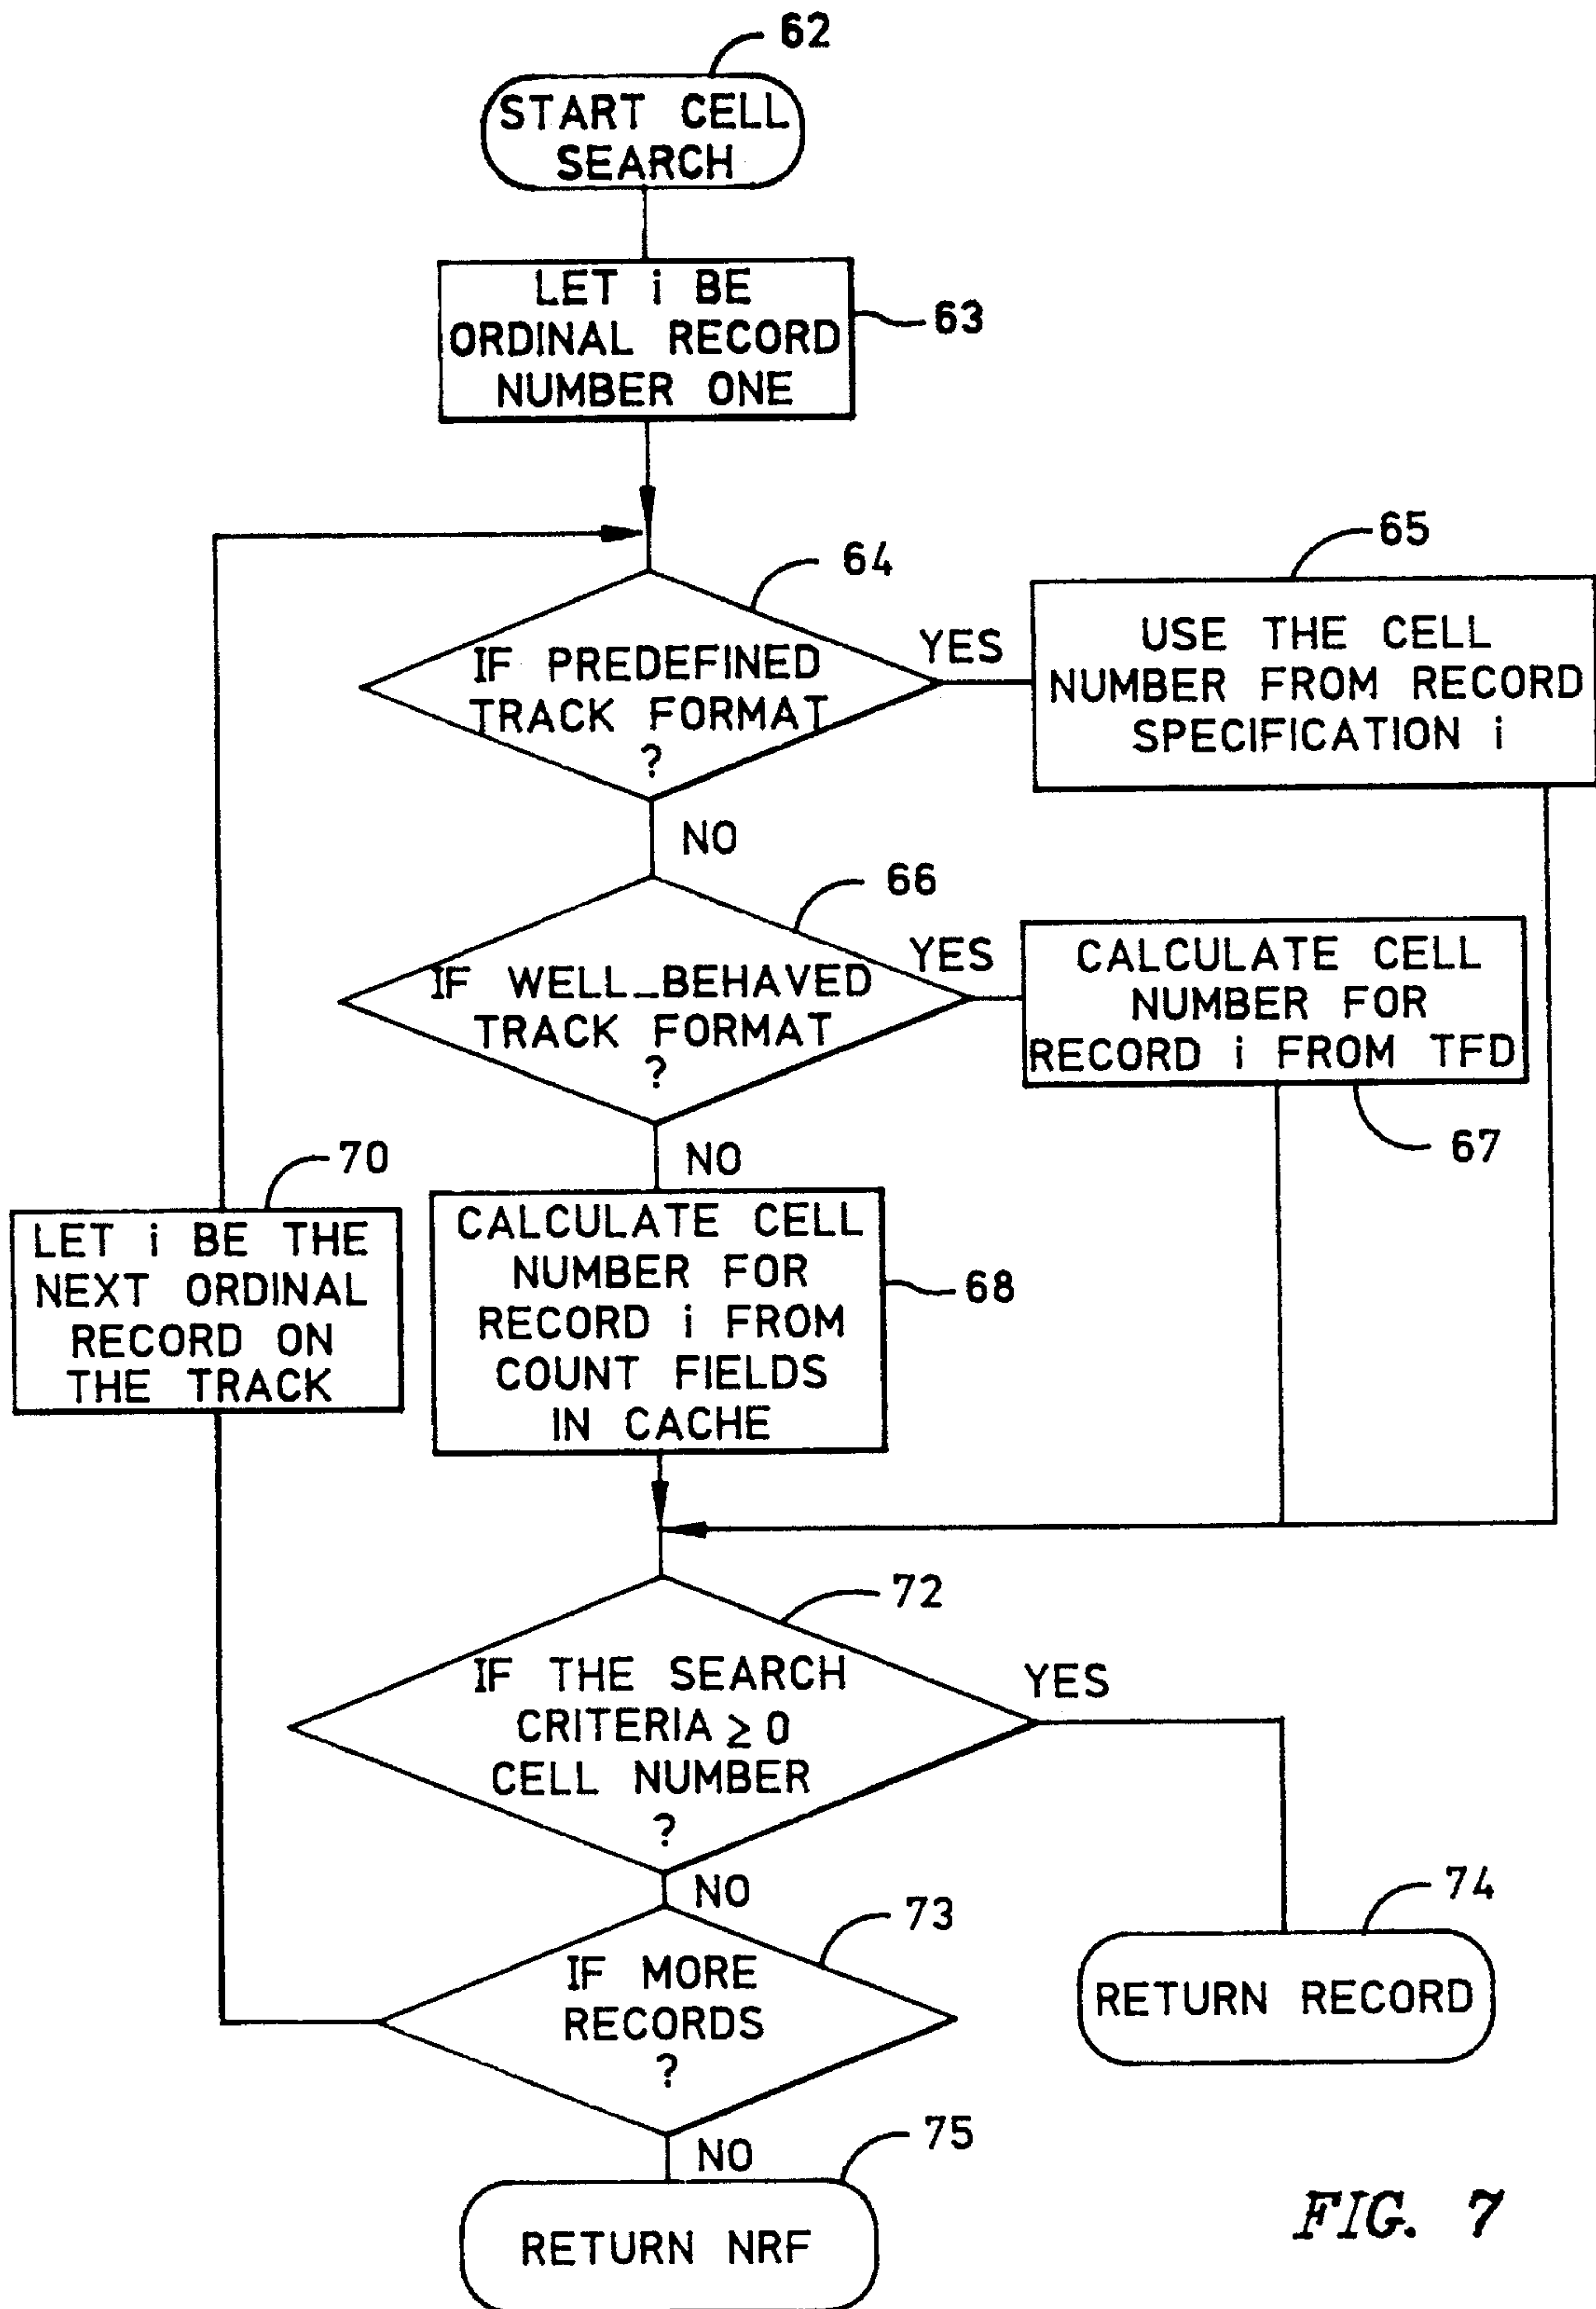 62
START CELL
SEARCH
LET i BE
ORDINAL RECORD
NUMBER ONE
63
64
IF PREDEFINED
TRACK FORMAT
?
YES
65
USE THE CELL
NUMBER FROM RECORD
SPECIFICATION i
NO
66
IF WELL_BEHAVED
TRACK FORMAT
?
YES
CALCULATE CELL
NUMBER FOR
RECORD i FROM TFD
67
NO
70
LET i BE THE
NEXT ORDINAL
RECORD ON
THE TRACK
CALCULATE CELL
NUMBER FOR
RECORD i FROM
COUNT FIELDS
IN CACHE
68
72
IF THE SEARCH
CRITERIA ≥ 0
CELL NUMBER
?
YES
NO
73
IF MORE
RECORDS
?
74
RETURN RECORD
NO
75
RETURN NRF
FIG. 7